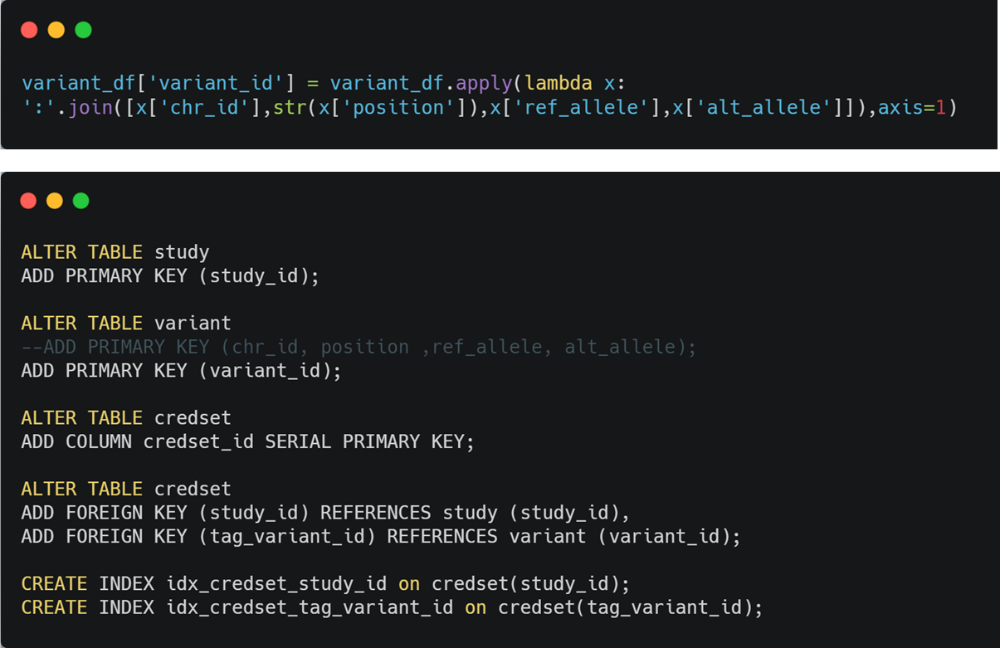 variant_df['variant_id'] = variant_df.apply(lambda x:
':'.join([x['chr_id'],str(x['position']),x['ref_allele'],x['alt_allele']]),axis=1)
ALTER TABLE study
ADD PRIMARY KEY (study_id);
ALTER TABLE variant
--ADD PRIMARY KEY (chr_id, position ,ref_allele, alt_allele);
ADD PRIMARY KEY (variant_id);
ALTER TABLE credset
ADD COLUMN credset_id SERIAL PRIMARY KEY;
ALTER TABLE credset
ADD FOREIGN KEY (study_id) REFERENCES study (study_id),
ADD FOREIGN KEY (tag_variant_id) REFERENCES variant (variant_id);
CREATE INDEX idx_credset_study_id on credset(study_id);
CREATE INDEX idx_credset_tag_variant_id on credset(tag_variant_id);